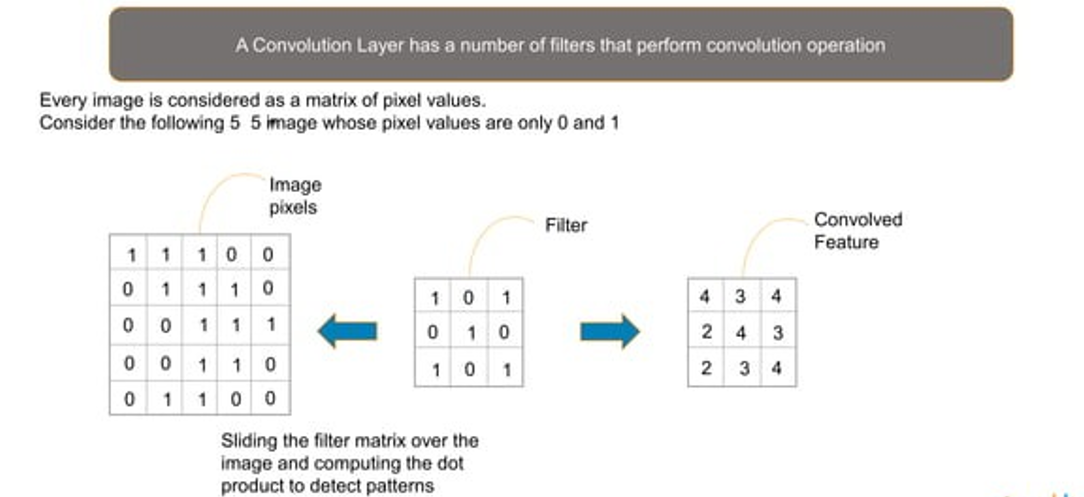 A Convolution Layer has a number of filters that perform convolution operation
Every image is considered as a matrix of pixel values.
Consider the following 5 5 image whose pixel values are only 0 and 1
Image
pixels
Filter
Convolved
Feature
1 1 1 0 0
0 1 1 1 0
0 0 1 1 1
0 0 1 1 0
0 1 1 0 0
1 0 1
0 1 0
1 0 1
4 3 4
2 4 3
2 3 4
Sliding the filter matrix over the
image and computing the dot
product to detect patterns